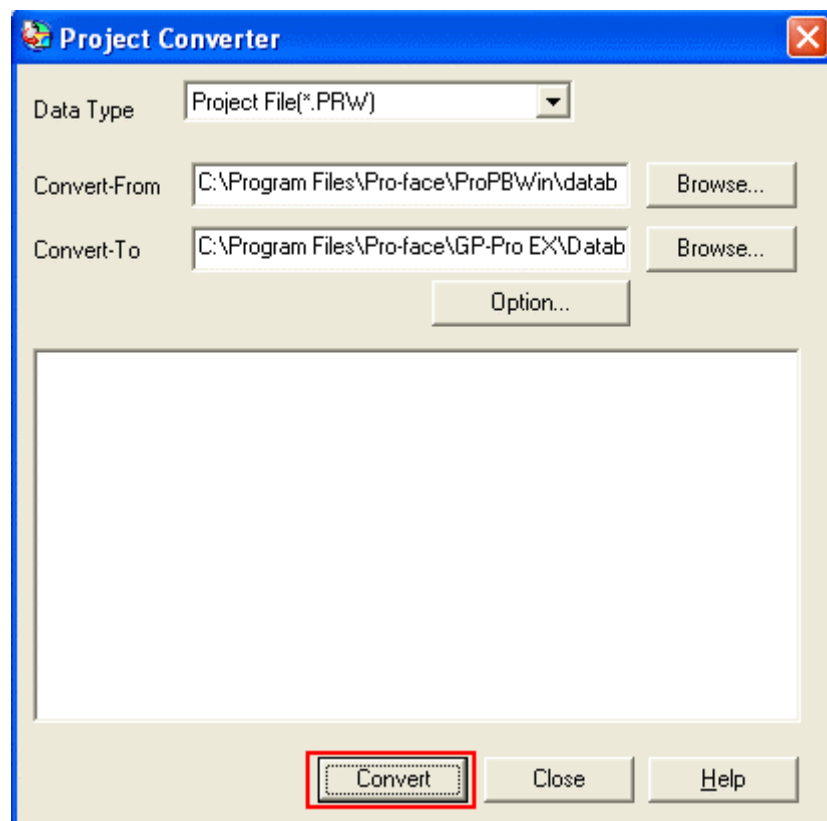 Project Converter
Data Type Project File(*.PRW)
Convert-From C:\Program Files\Pro-face\ProPBWin\datab Browse...
Convert-To C:\Program Files\Pro-face\GP-Pro EX\Datab Browse...
Option...
Convert Close Help